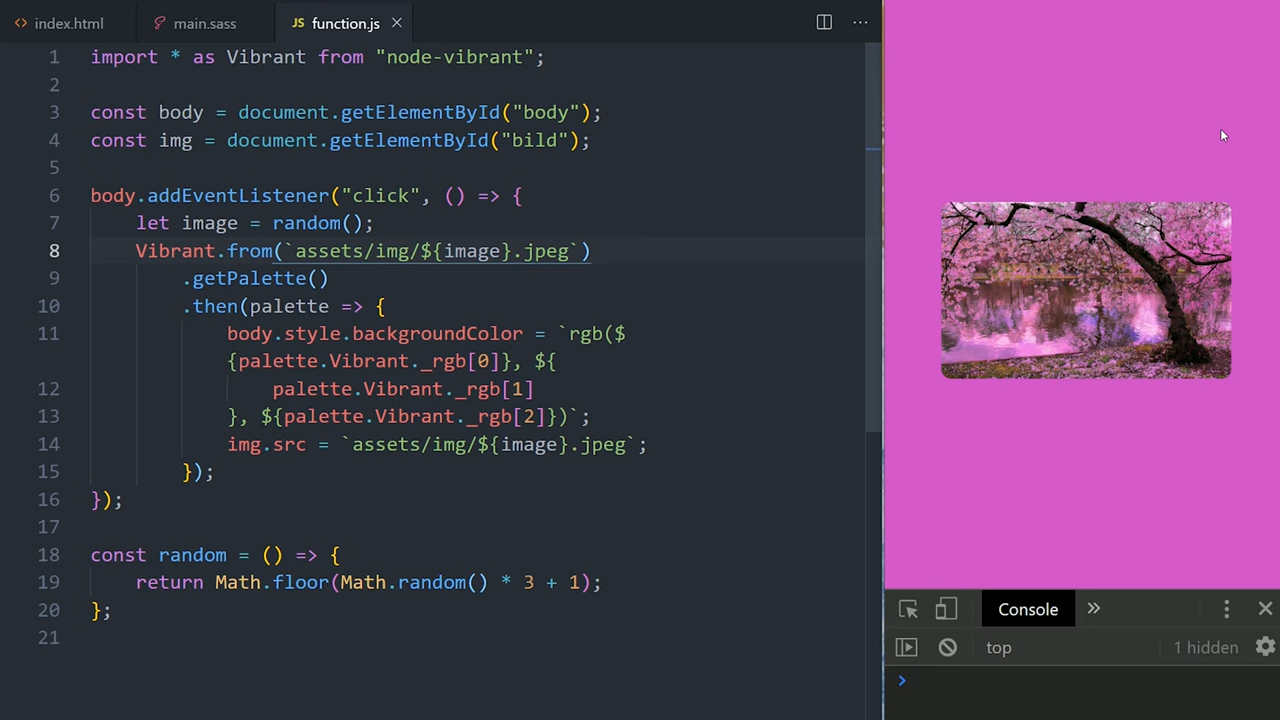 index.html
main.sass
JS function.js
1 import * as Vibrant from "node-vibrant";
2
3 const body = document.getElementById("body");
4 const img = document.getElementById("bild");
5
6 body.addEventListener("click", () => {
7 let image = random();
8 Vibrant.from(`assets/img/${image}.jpeg`)
9 .getPalette()
10 .then(palette => {
11 body.style.backgroundColor = `rgb($
{palette.Vibrant._rgb[0]}, ${
12 palette.Vibrant._rgb[1]
13 }, ${palette.Vibrant._rgb[2]})`;
14 img.src = `assets/img/${image}.jpeg`;
15 });
16 });
17
18 const random = () => {
19 return Math.floor(Math.random() * 3 + 1);
20 };
21
Console
top
1 hidden